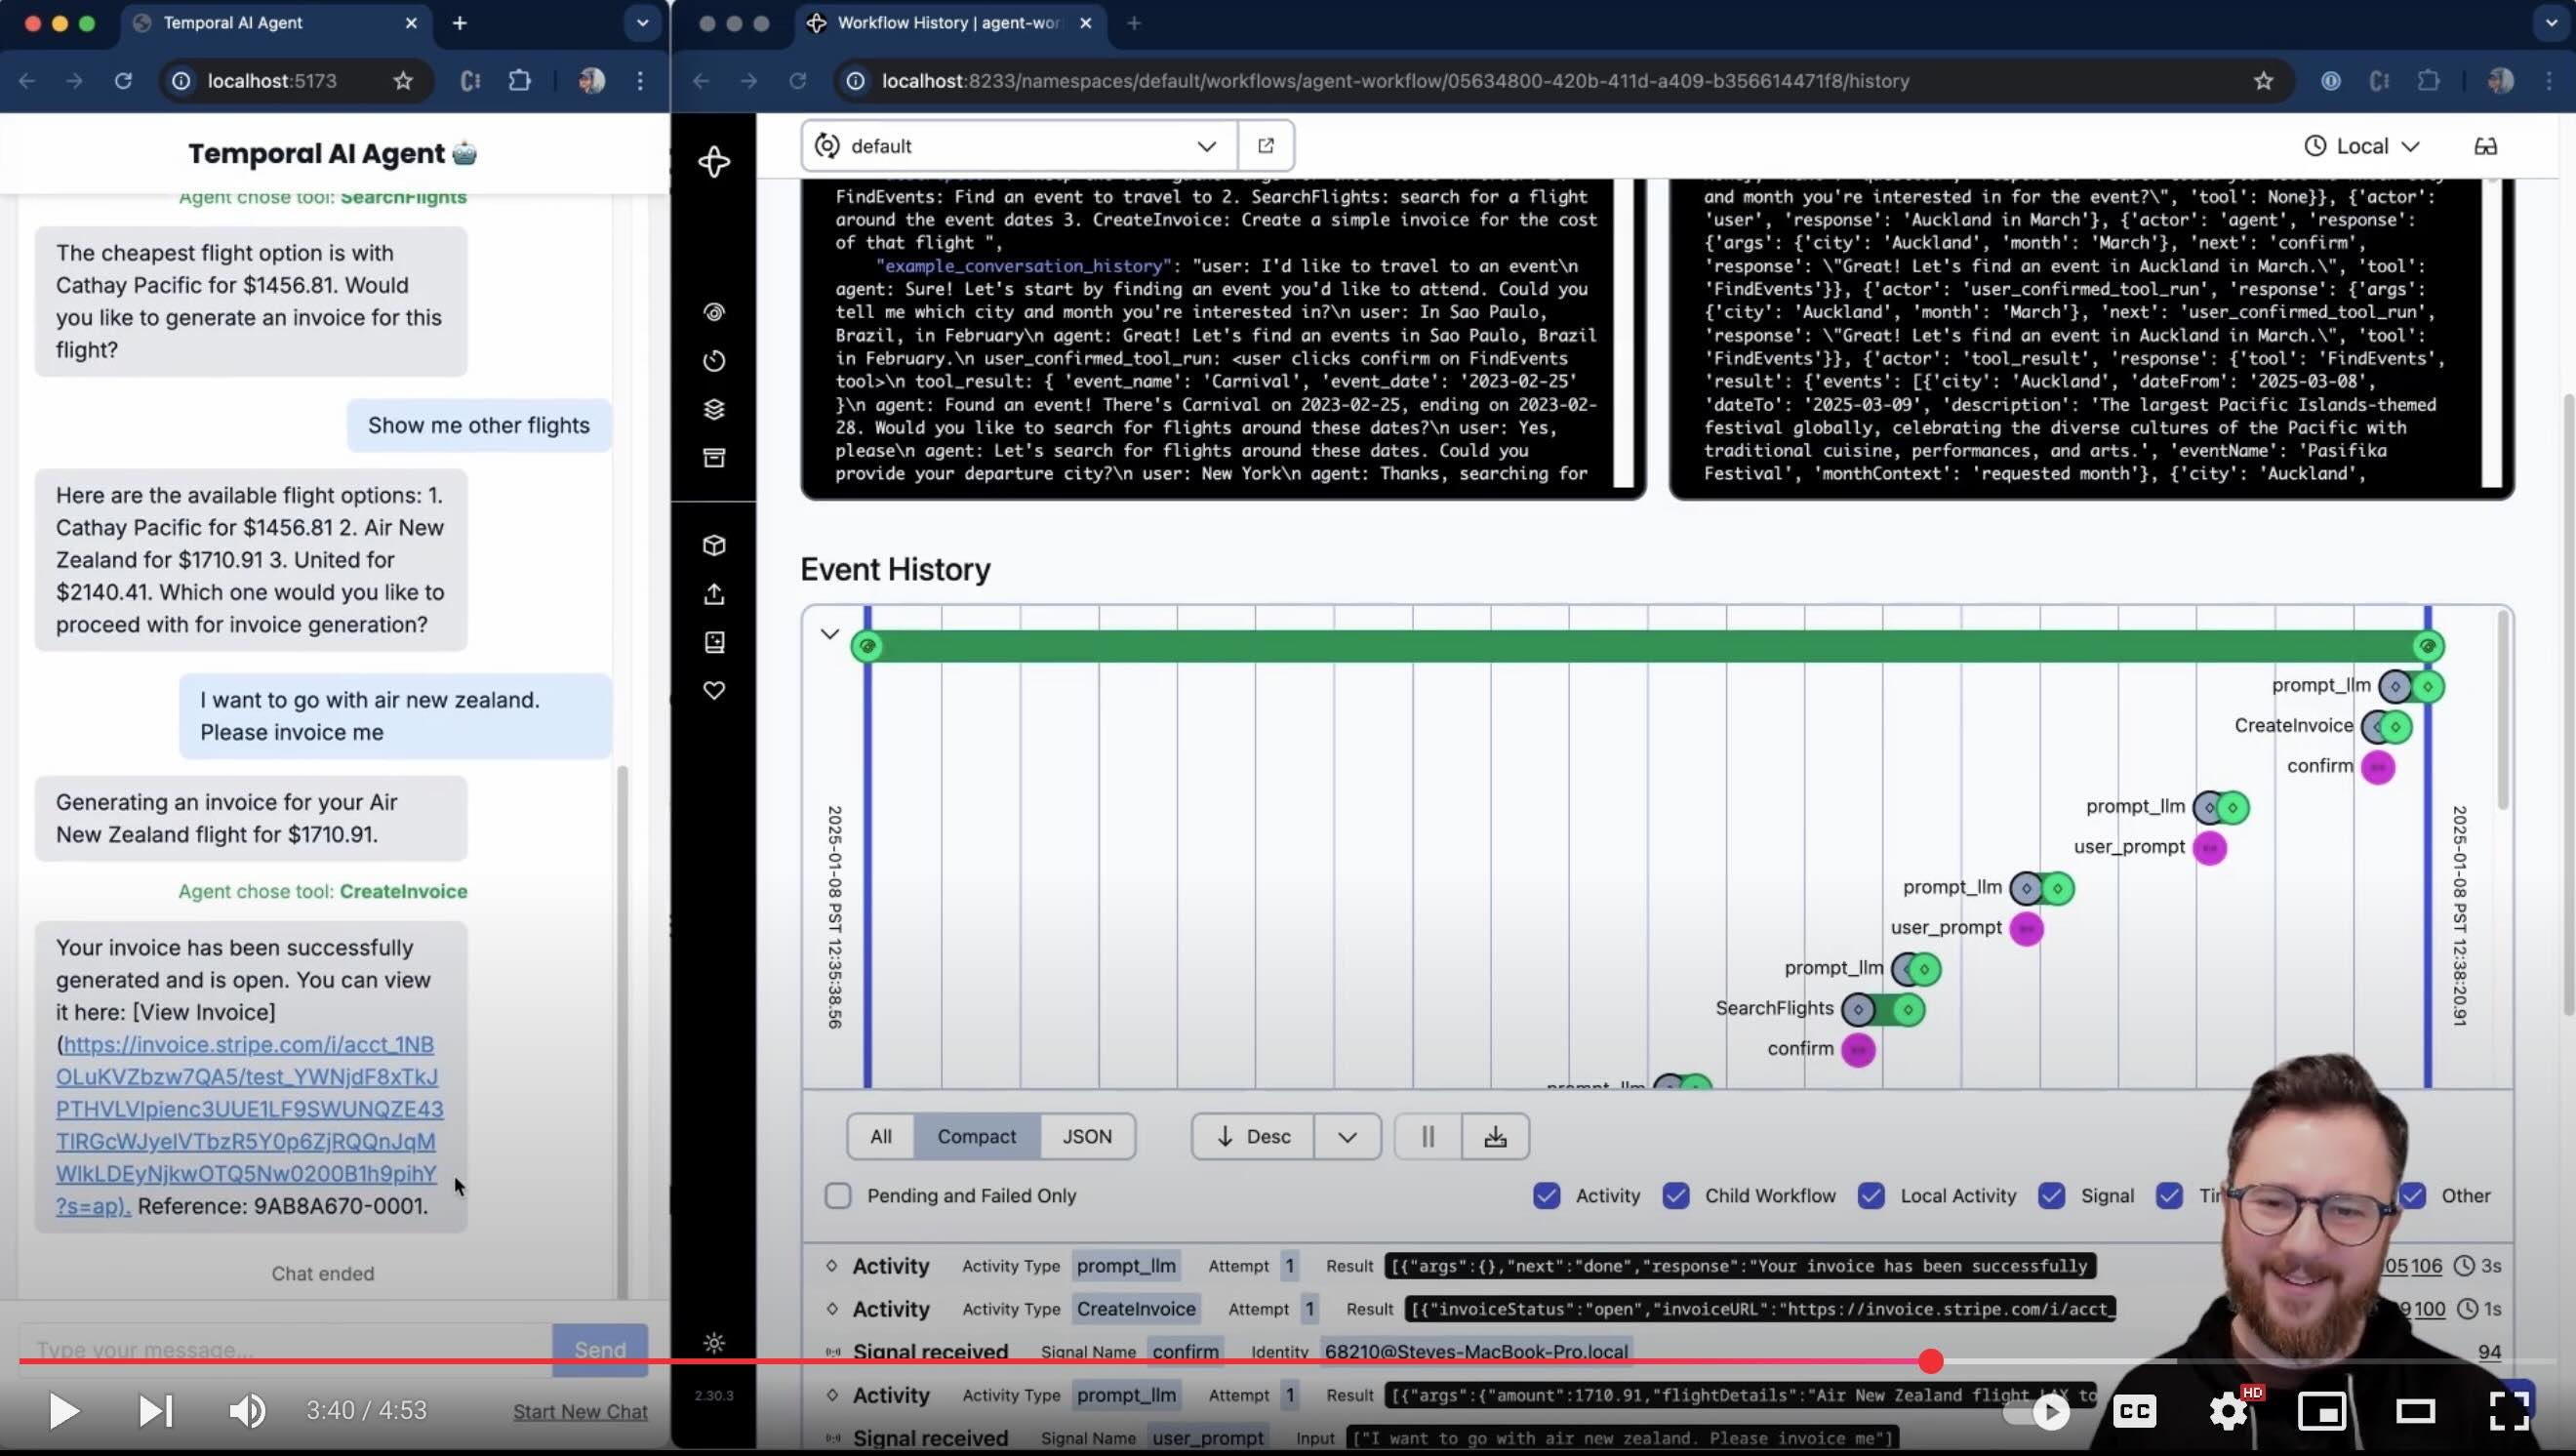 Temporal AI Agent
Workflow History | agent-wor
localhost:5173
localhost:8233/namespaces/default/workflows/agent-workflow/05634800-420b-411d-a409-b356614471f8/history
Temporal AI Agent
Agent chose tool: SearchFlights
The cheapest flight option is with
Cathay Pacific for $1456.81. Would
you like to generate an invoice for this
flight?
Show me other flights
Here are the available flight options: 1.
Cathay Pacific for $1456.81 2. Air New
Zealand for $1710.91 3. United for
$2140.41. Which one would you like to
proceed with for invoice generation?
I want to go with air new zealand.
Please invoice me
Generating an invoice for your Air
New Zealand flight for $1710.91.
Agent chose tool: CreateInvoice
Your invoice has been successfully
generated and is open. You can view
it here: [View Invoice]
(https://invoice.stripe.com/i/acct_1NB
OLuKVZbzw7QA5/test_YWNjdF8xTkJ
PTHVLVlpienc3UUE1LF9SWUNQZE43
TlRGcWJyelVTbzR5Y0p6ZjRQQnJqM
WlkLDEyNjkwOTQ5Nw0200B1h9pihY
?s=ap). Reference: 9AB8A670-0001.
Chat ended
Type your message...
Send
Start New Chat
3:40 / 4:53
default
Local
FindEvents: Find an event to travel to 2. SearchFlights: search for a flight
around the event dates 3. CreateInvoice: Create a simple invoice for the cost
of that flight ",
"example_conversation_history": "user: I'd like to travel to an event\n
agent: Sure! Let's start by finding an event you'd like to attend. Could you
tell me which city and month you're interested in?\n user: In Sao Paulo,
Brazil, in February\n agent: Great! Let's find an events in Sao Paulo, Brazil
in February.\n user_confirmed_tool_run: <user clicks confirm on FindEvents
tool>\n tool_result: { 'event_name': 'Carnival', 'event_date': '2023-02-25'
}\n agent: Found an event! There's Carnival on 2023-02-25, ending on 2023-02-
28. Would you like to search for flights around these dates?\n user: Yes,
please\n agent: Let's search for flights around these dates. Could you
provide your departure city?\n user: New York\n agent: Thanks, searching for
and month you're interested in for the event?\", 'tool': None}}, {'actor':
'user', 'response': 'Auckland in March'}, {'actor': 'agent', 'response':
{'args': {'city': 'Auckland', 'month': 'March'}, 'next': 'confirm',
'response': \"Great! Let's find an event in Auckland in March.\", 'tool':
'FindEvents'}}, {'actor': 'user_confirmed_tool_run', 'response': {'args':
{'city': 'Auckland', 'month': 'March'}, 'next': 'user_confirmed_tool_run',
'response': \"Great! Let's find an event in Auckland in March.\", 'tool':
'FindEvents'}}, {'actor': 'tool_result', 'response': {'tool': 'FindEvents',
'result': {'events': [{'city': 'Auckland', 'dateFrom': '2025-03-08',
'dateTo': '2025-03-09', 'description': 'The largest Pacific Islands-themed
festival globally, celebrating the diverse cultures of the Pacific with
traditional cuisine, performances, and arts.', 'eventName': 'Pasifika
Festival', 'monthContext': 'requested month'}, {'city': 'Auckland',
Event History
2025-01-08 PST 12:35:38.56
prompt_llm
CreateInvoice
confirm
prompt_llm
user_prompt
prompt_llm
user_prompt
prompt_llm
SearchFlights
confirm
prompt_llm
2025-01-08 PST 12:38:20.91
All Compact JSON Desc
Pending and Failed Only Activity Child Workflow Local Activity Signal Other
Activity Activity Type prompt_llm Attempt 1 Result [{"args":{},"next":"done","response":"Your invoice has been successfully 106 3s
Activity Activity Type CreateInvoice Attempt 1 Result [{"invoiceStatus":"open","invoiceURL":"https://invoice.stripe.com/i/acct_ 100 1s
Signal received Signal Name confirm Identity 68210@Steves-MacBook-Pro.local 94
Activity Activity Type prompt_llm Attempt 1 Result [{"args":{"amount":1710.91,"flightDetails":"Air New Zealand flight LAX to
Signal received Signal Name user_prompt Input ["I want to go with air new zealand. Please invoice me"]
2.30.3
CC
HD